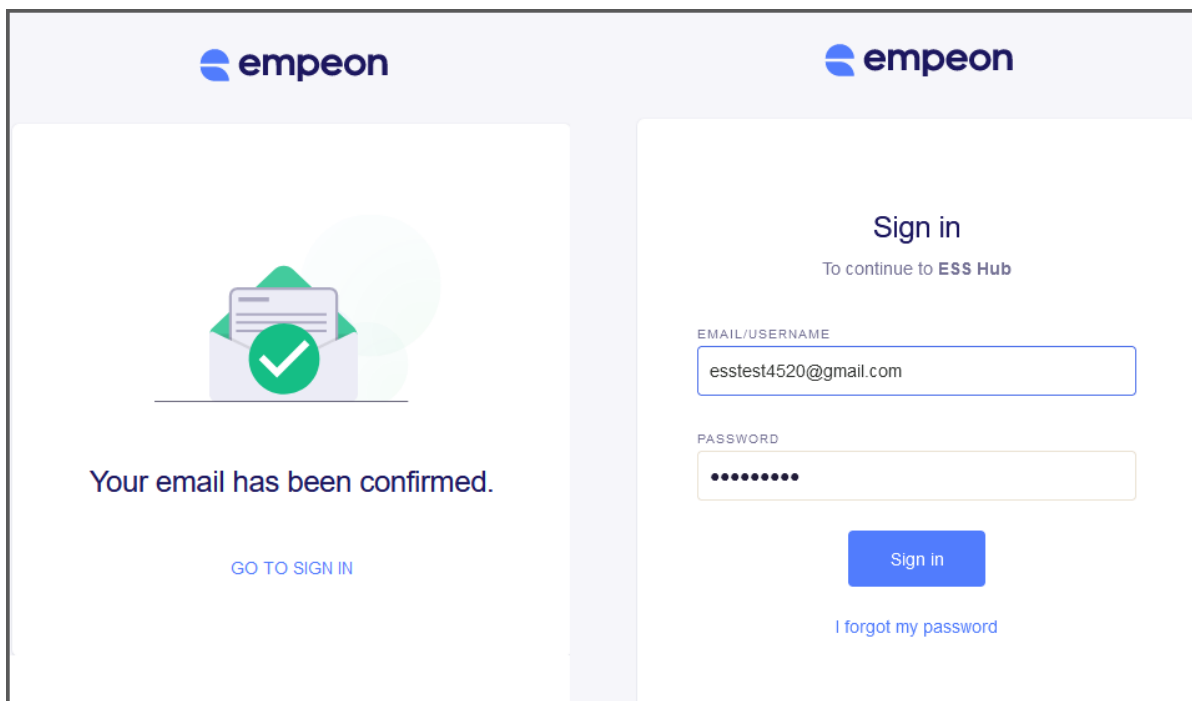 empeon
Your email has been confirmed.
GO TO SIGN IN
empeon
Sign in
To continue to ESS Hub
EMAIL/USERNAME
esstest4520@gmail.com
PASSWORD
•••••••••
Sign in
I forgot my password